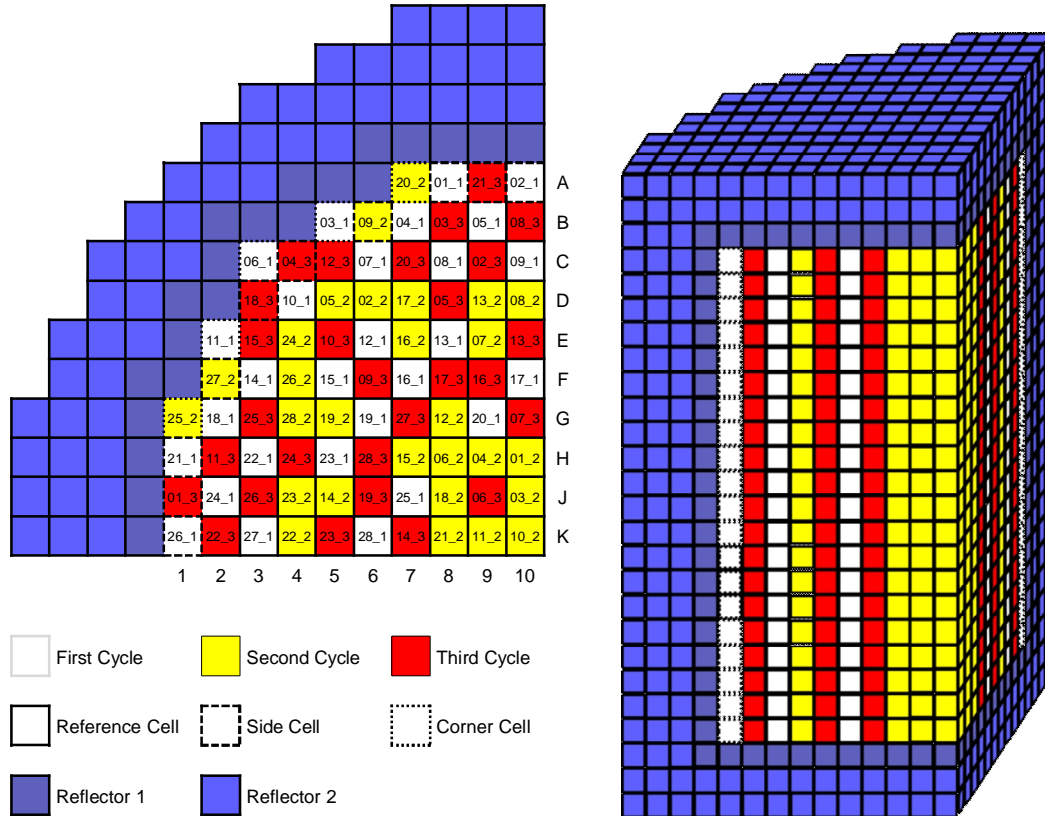 20_2 01_1 21_3 02_1 A
03_1 09_2 04_1 03_3 05_1 08_3 B
06_1 04_3 12_3 07_1 20_3 08_1 02_3 09_1 C
18_3 10_1 05_2 02_2 17_2 05_3 13_2 08_2 D
11_1 15_3 24_2 10_3 12_1 16_2 13_1 07_2 13_3 E
27_2 14_1 26_2 15_1 09_3 16_1 17_3 16_3 17_1 F
25_2 18_1 25_3 28_2 19_2 19_1 27_3 12_2 20_1 07_3 G
21_1 11_3 22_1 24_3 23_1 28_3 15_2 06_2 04_2 01_2 H
01_3 24_1 26_3 23_2 14_2 19_3 25_1 18_2 06_3 03_2 J
26_1 22_3 27_1 22_2 23_3 28_1 14_3 21_2 11_2 10_2 K
1 2 3 4 5 6 7 8 9 10
First Cycle Second Cycle Third Cycle
Reference Cell Side Cell Corner Cell
Reflector 1 Reflector 2